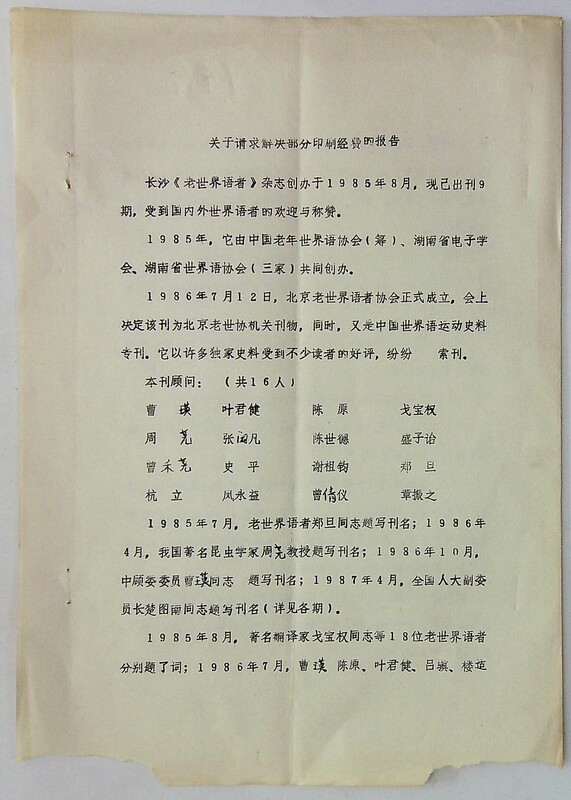 关于请求解决部分印刷经费的报告
长沙《老世界语者》杂志创办于1985年8月，现已出刊9
期，受到国内外世界语者的欢迎与称赞。
1985年，它由中国老年世界语协会（筹）、湖南省电子学
会、湖南省世界语协会（三家）共同创办。
1986年7月12日，北京老世界语者协会正式成立，会上
决定该刊为北京老世协机关刊物，同时，又是中国世界语运动史料
专刊。它以许多独家史料受到不少读者的好评，纷纷 索刊。
本刊顾问：（共16人）
曹 瑛 叶君健 陈 原 戈宝权
周 尧 张闳凡 陈世德 盛子诒
曾禾尧 史 平 谢祖钧 郑 旦
杭 立 凤永益 曹倩仪 章振之
1985年7月，老世界语者郑旦同志题写刊名；1986年
4月，我国著名昆虫学家周尧教授题写刊名；1986年10月，
中顾委委员曹瑛同志 题写刊名；1987年4月，全国人大副委
员长楚图南同志题写刊名（详见各期）。
1985年8月，著名翻译家戈宝权同志等18位老世界语者
分别题了词；1986年7月，曹瑛 陈原、叶君健、吕骥、楼适